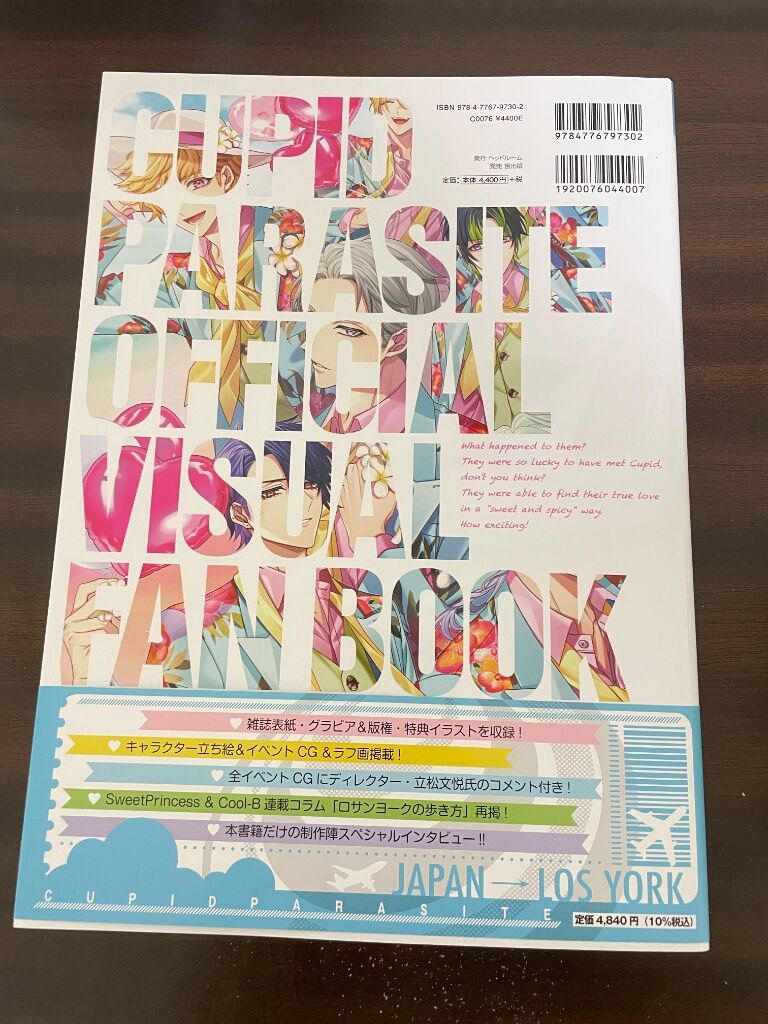 CUPID
PARASITE
OFFICIAL
VISUAL
FAN BOOK
ISBN 978-4-7767-9730-2
C0076 ¥4400E
9784776797302
発行 ヘッドルーム
発売 宙出版
定価：本体 4,400円＋税
1920076044007
What happened to them?
They were so lucky to have met Cupid,
don't you think?
They were able to find their true love
in a "sweet and spicy" way.
How exciting!
♥ 雑誌表紙・グラビア＆版権・特典イラストを収録！
♥ キャラクター立ち絵＆イベントCG＆ラフ画掲載！
♥ 全イベントCGにディレクター・立松文悦氏のコメント付き！
♥ SweetPrincess & Cool-B 連載コラム「ロサンヨークの歩き方」再掲！
♥ 本書籍だけの制作陣スペシャルインタビュー!!
JAPAN → LOS YORK
CUPIDPARASITE
定価 4,840 円（10%税込）